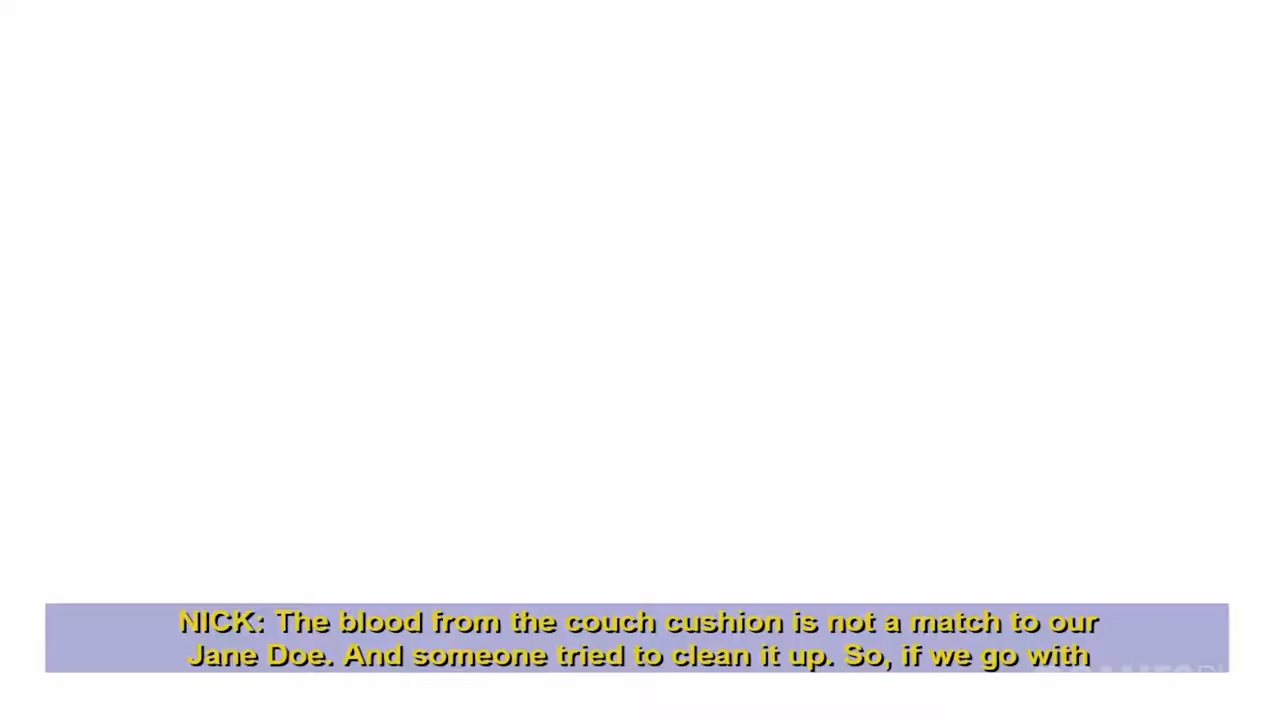 NICK: The blood from the couch cushion is not a match to our
Jane Doe. And someone tried to clean it up. So, if we go with